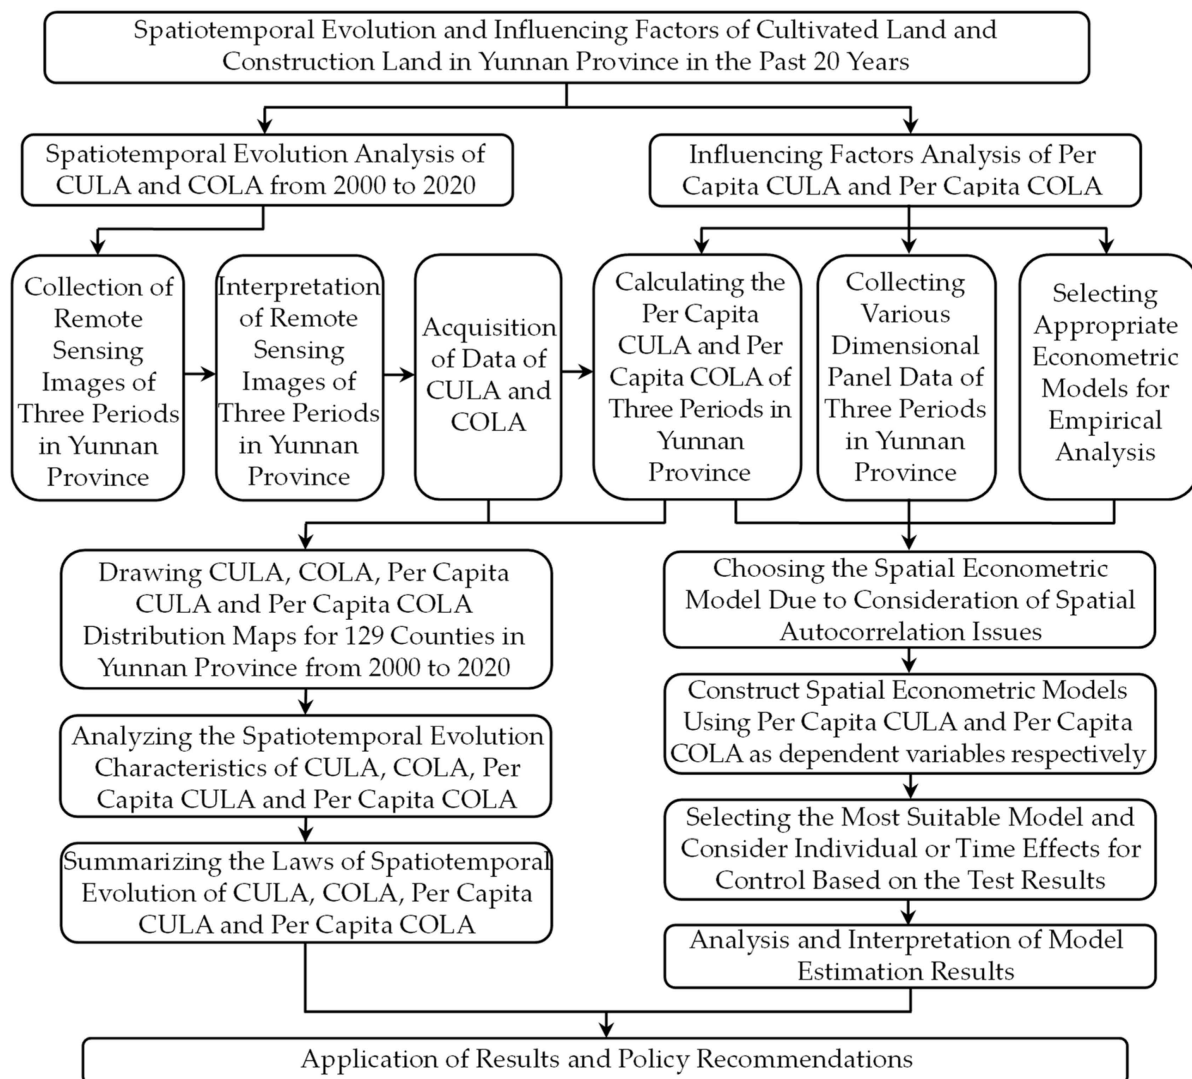 Spatiotemporal Evolution and Influencing Factors of Cultivated Land and
Construction Land in Yunnan Province in the Past 20 Years
Spatiotemporal Evolution Analysis of
CULA and COLA from 2000 to 2020
Influencing Factors Analysis of Per
Capita CULA and Per Capita COLA
Collection of
Remote
Sensing
Images of
Three Periods
in Yunnan
Province
Interpretation
of Remote
Sensing
Images of
Three Periods
in Yunnan
Province
Acquisition
of Data of
CULA and
COLA
Calculating the
Per Capita
CULA and Per
Capita COLA of
Three Periods in
Yunnan
Province
Collecting
Various
Dimensional
Panel Data of
Three Periods
in Yunnan
Province
Selecting
Appropriate
Econometric
Models for
Empirical
Analysis
Drawing CULA, COLA, Per Capita
CULA and Per Capita COLA
Distribution Maps for 129 Counties in
Yunnan Province from 2000 to 2020
Analyzing the Spatiotemporal Evolution
Characteristics of CULA, COLA, Per
Capita CULA and Per Capita COLA
Summarizing the Laws of Spatiotemporal
Evolution of CULA, COLA, Per Capita
CULA and Per Capita COLA
Choosing the Spatial Econometric
Model Due to Consideration of Spatial
Autocorrelation Issues
Construct Spatial Econometric Models
Using Per Capita CULA and Per Capita
COLA as dependent variables respectively
Selecting the Most Suitable Model and
Consider Individual or Time Effects for
Control Based on the Test Results
Analysis and Interpretation of Model
Estimation Results
Application of Results and Policy Recommendations